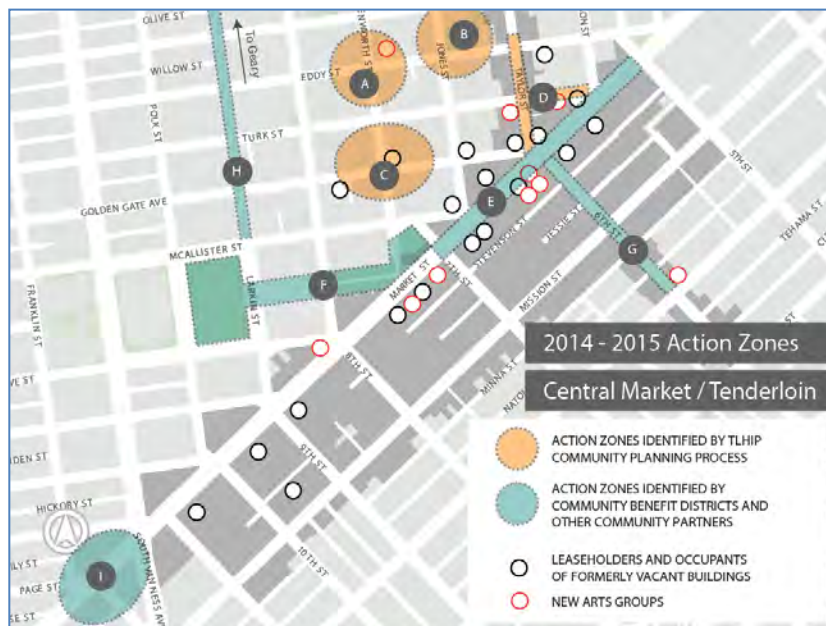 OLIVE ST
To Geary
WILLOW ST
EDDY ST
JONES ST
TAYLOR ST
POLK ST
TURK ST
A
B
C
D
E
F
G
H
I
GOLDEN GATE AVE
MCALLISTER ST
LARKIN ST
FRANKLIN ST
MARKET ST
STEVENSON ST
JESSIE ST
MISSION ST
MINNA ST
5TH ST
6TH ST
7TH ST
8TH ST
9TH ST
10TH ST
TEHAMA ST
HICKORY ST
PAGE ST
SOUTH VAN NESS AVE
2014 - 2015 Action Zones
Central Market / Tenderloin
ACTION ZONES IDENTIFIED BY TLHIP
COMMUNITY PLANNING PROCESS
ACTION ZONES IDENTIFIED BY
COMMUNITY BENEFIT DISTRICTS AND
OTHER COMMUNITY PARTNERS
LEASEHOLDERS AND OCCUPANTS
OF FORMERLY VACANT BUILDINGS
NEW ARTS GROUPS